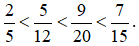 2/5 < 5/12 < 9/20 < 7/15.